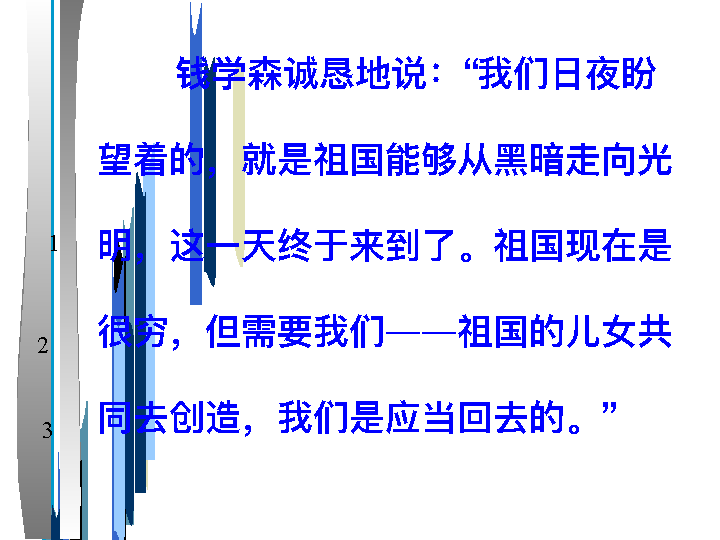 钱学森诚恳地说：“我们日夜盼
望着的，就是祖国能够从黑暗走向光
明，这一天终于来到了。祖国现在是
很穷，但需要我们——祖国的儿女共
同去创造，我们是应当回去的。”
1
2
3